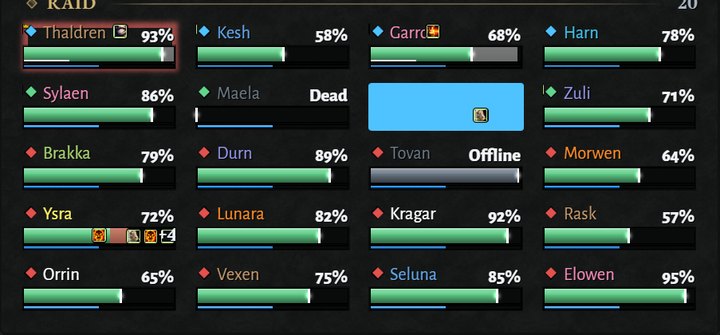 RAID 20
Thaldren 93% Kesh 58% Garro 68% Harn 78%
Sylaen 86% Maela Dead Zuli 71%
Brakka 79% Durn 89% Tovan Offline Morwen 64%
Ysra 72% Lunara 82% Kragar 92% Rask 57%
+4
Orrin 65% Vexen 75% Seluna 85% Elowen 95%